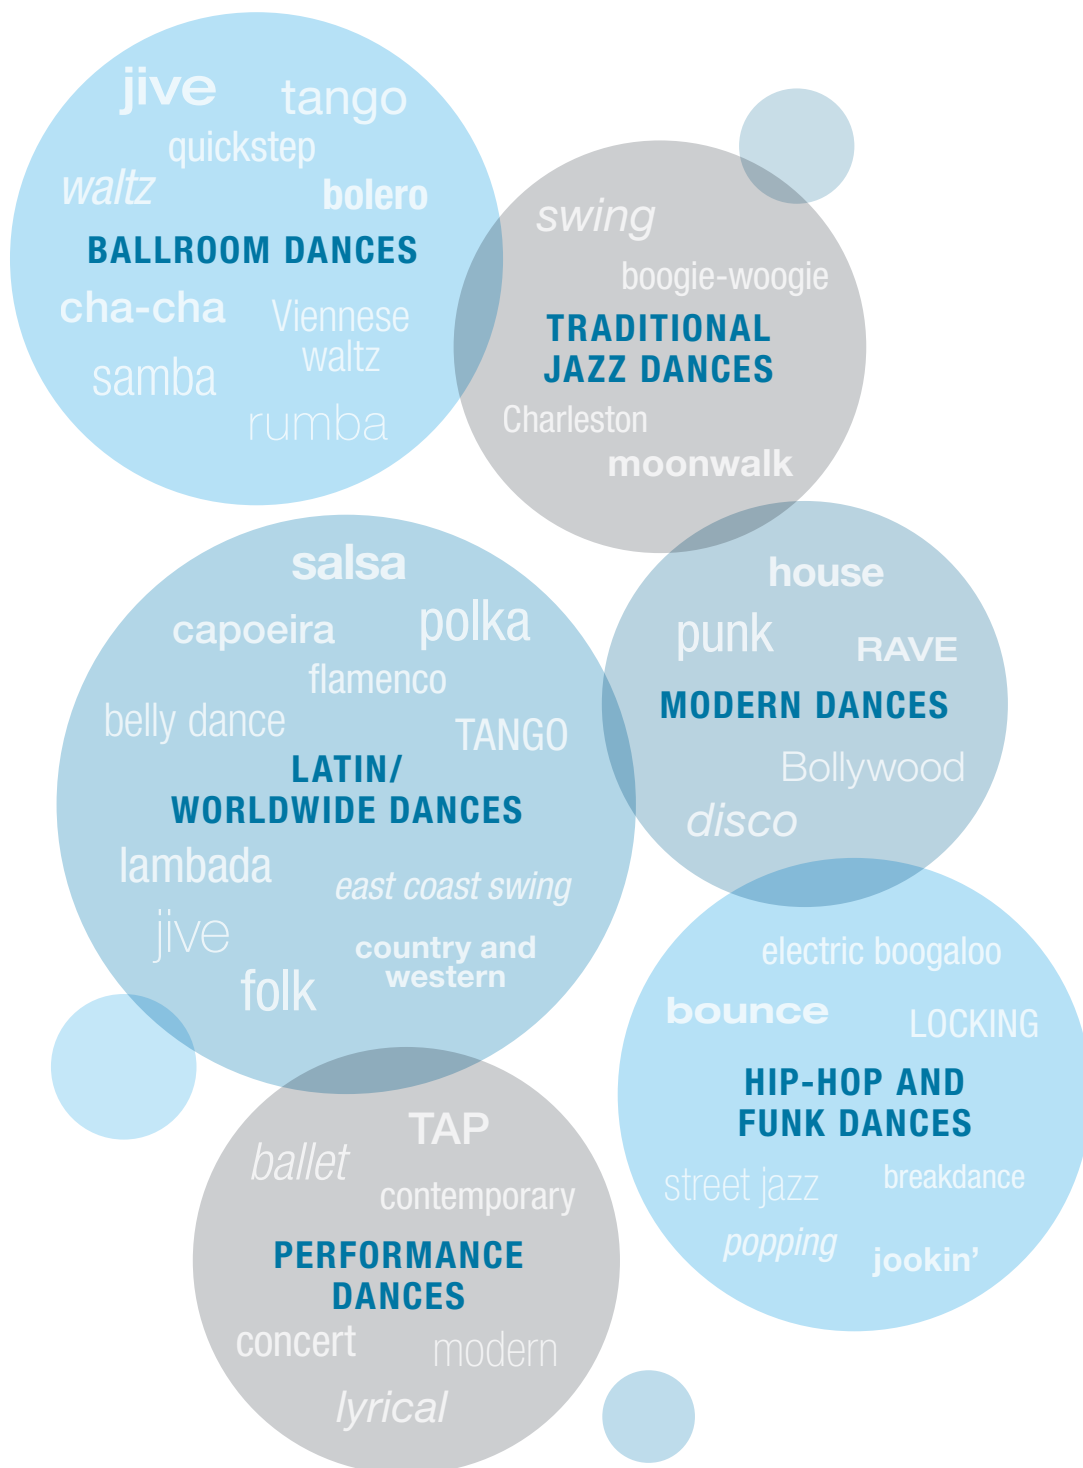 jive
tango
quickstep
waltz
bolero
BALLROOM DANCES
cha-cha
Viennese
waltz
samba
rumba
swing
boogie-woogie
TRADITIONAL
JAZZ DANCES
Charleston
moonwalk
salsa
capoeira
polka
flamenco
belly dance
TANGO
LATIN/
WORLDWIDE DANCES
lambada
east coast swing
jive
country and
western
folk
house
punk
RAVE
MODERN DANCES
Bollywood
disco
electric boogaloo
bounce
LOCKING
HIP-HOP AND
FUNK DANCES
street jazz
breakdance
popping
jookin’
TAP
ballet
contemporary
PERFORMANCE
DANCES
concert
modern
lyrical